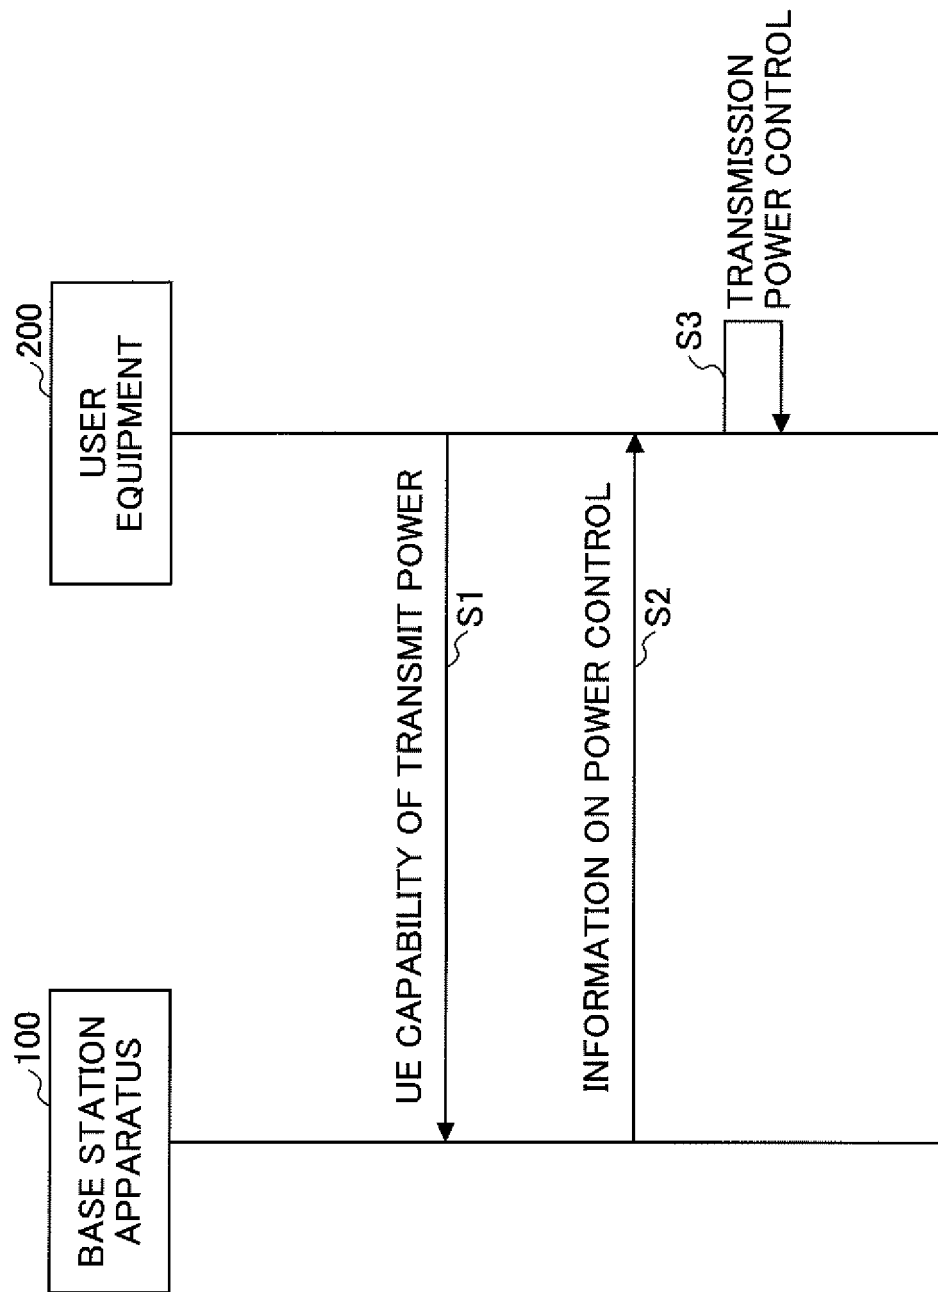 100
BASE STATION
APPARATUS
200
USER
EQUIPMENT
UE CAPABILITY OF TRANSMIT POWER
S1
INFORMATION ON POWER CONTROL
S2
S3
TRANSMISSION
POWER CONTROL